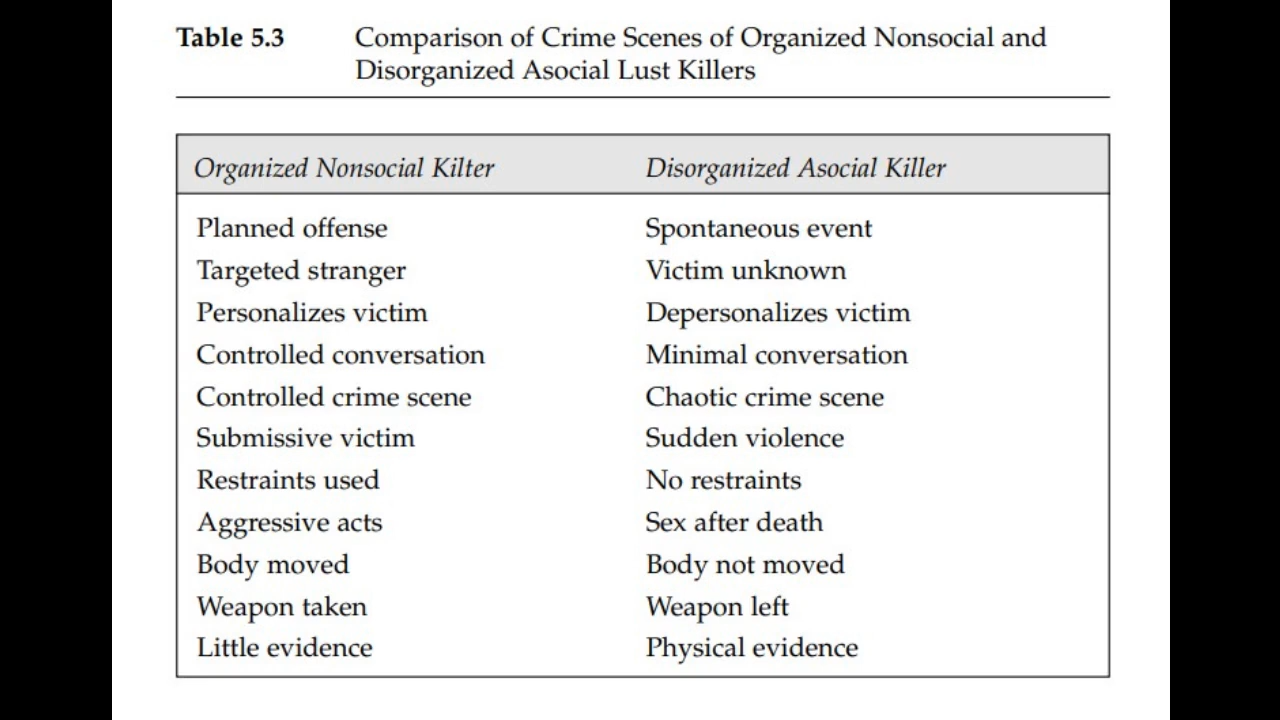 Table 5.3 Comparison of Crime Scenes of Organized Nonsocial and
Disorganized Asocial Lust Killers
Organized Nonsocial Kilter Disorganized Asocial Killer
Planned offense Spontaneous event
Targeted stranger Victim unknown
Personalizes victim Depersonalizes victim
Controlled conversation Minimal conversation
Controlled crime scene Chaotic crime scene
Submissive victim Sudden violence
Restraints used No restraints
Aggressive acts Sex after death
Body moved Body not moved
Weapon taken Weapon left
Little evidence Physical evidence